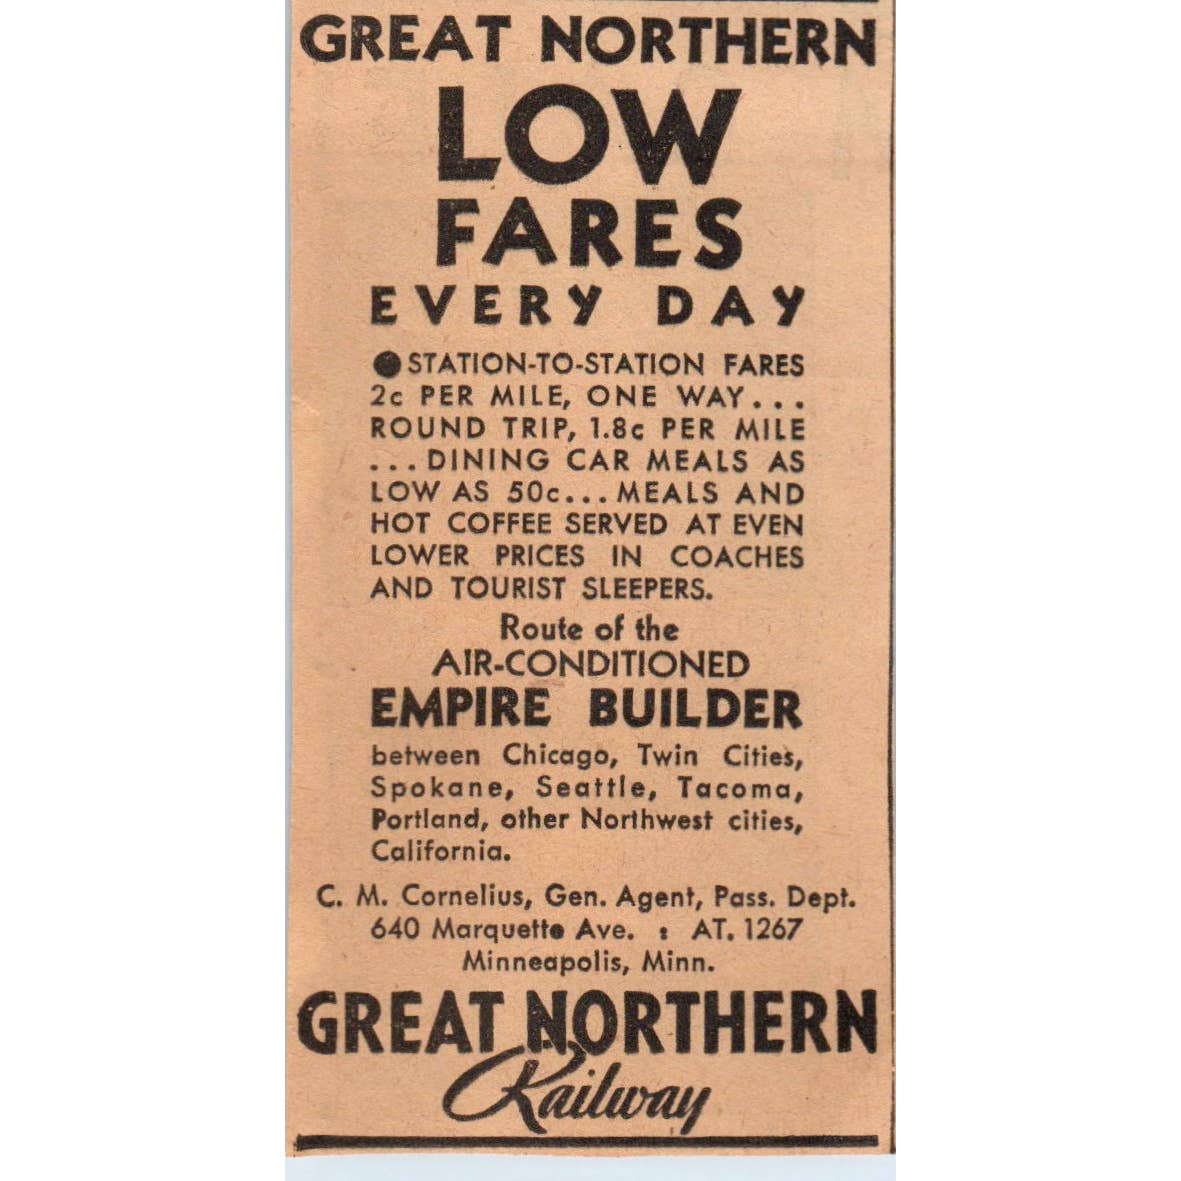 GREAT NORTHERN
LOW
FARES
EVERY DAY
●STATION-TO-STATION FARES
2c PER MILE, ONE WAY...
ROUND TRIP, 1.8c PER MILE
...DINING CAR MEALS AS
LOW AS 50c...MEALS AND
HOT COFFEE SERVED AT EVEN
LOWER PRICES IN COACHES
AND TOURIST SLEEPERS.
Route of the
AIR-CONDITIONED
EMPIRE BUILDER
between Chicago, Twin Cities,
Spokane, Seattle, Tacoma,
Portland, other Northwest cities,
California.
C. M. Cornelius, Gen. Agent, Pass. Dept.
640 Marquette Ave. : AT. 1267
Minneapolis, Minn.
GREAT NORTHERN
Railway